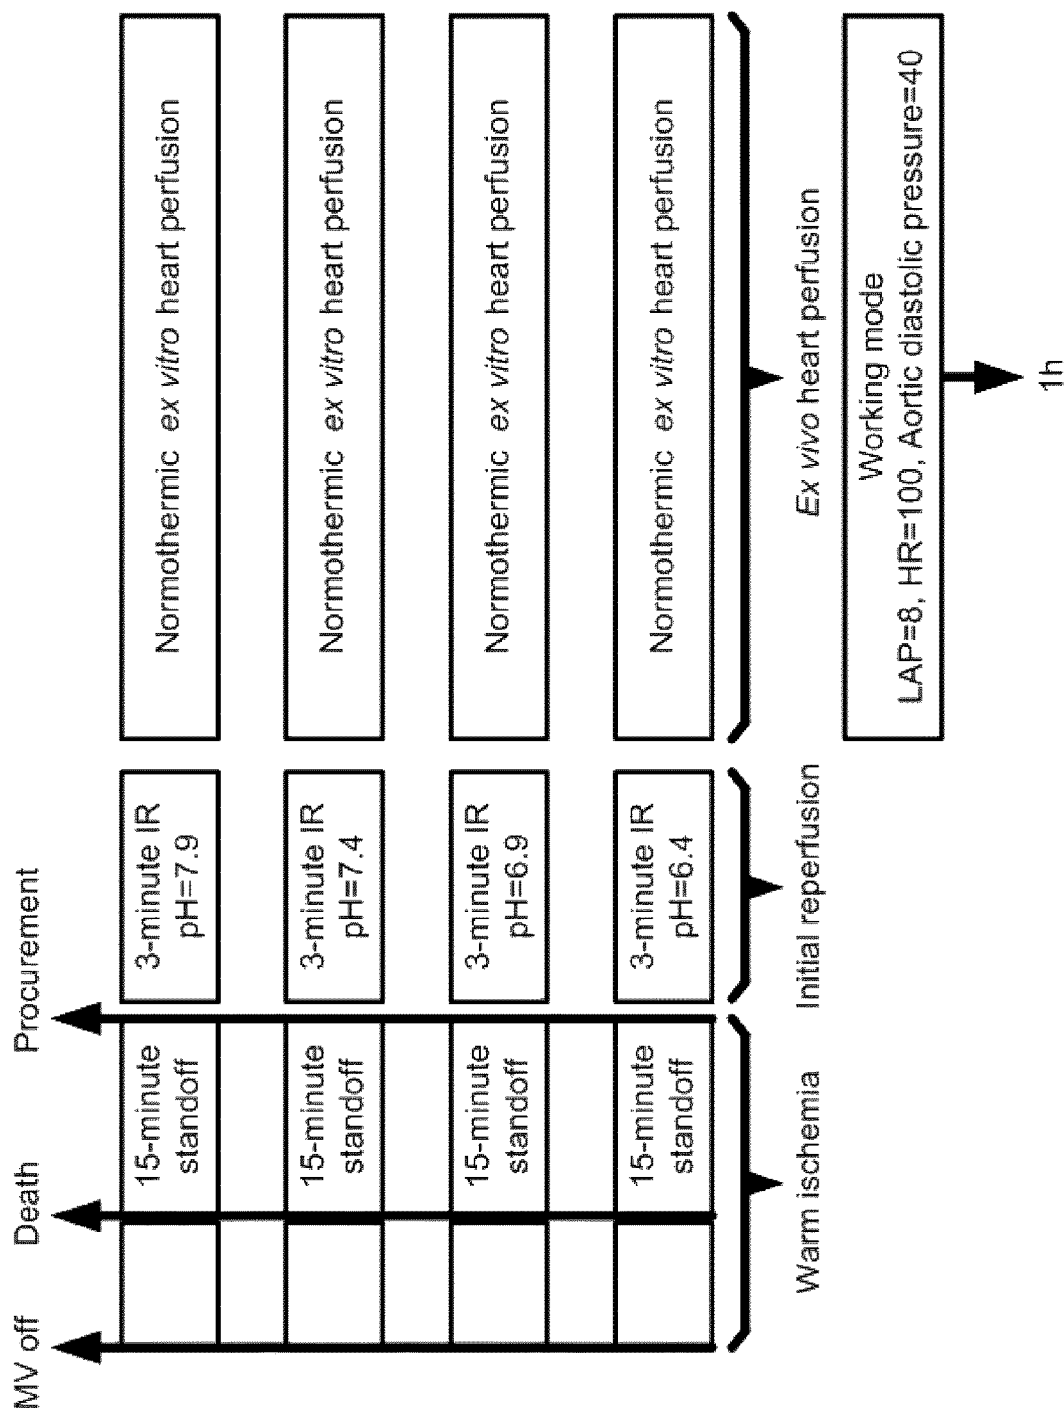 MV off
Death
Procurement
15-minute
standoff
3-minute IR
pH=7.9
Normothermic ex vitro heart perfusion
15-minute
standoff
3-minute IR
pH=7.4
Normothermic ex vitro heart perfusion
15-minute
standoff
3-minute IR
pH=6.9
Normothermic ex vitro heart perfusion
15-minute
standoff
3-minute IR
pH=6.4
Normothermic ex vitro heart perfusion
Warm ischemia
Initial reperfusion
Ex vivo heart perfusion
Working mode
LAP=8, HR=100, Aortic diastolic pressure=40
1h